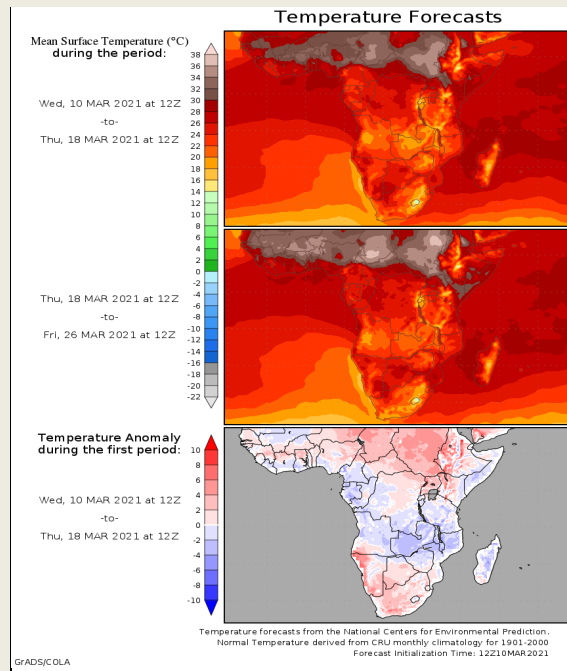 Temperature Forecasts
Mean Surface Temperature (°C)
during the period:
38
36
34
32
30
28
26
24
22
20
18
16
14
12
10
8
6
4
2
0
-2
-4
-6
-8
-10
-12
-14
-16
-18
-20
-22
Wed, 10 MAR 2021 at 12Z
-to-
Thu, 18 MAR 2021 at 12Z
Thu, 18 MAR 2021 at 12Z
-to-
Fri, 26 MAR 2021 at 12Z
Temperature Anomaly
during the first period:
10
8
6
4
2
0
-2
-4
-6
-8
-10
Wed, 10 MAR 2021 at 12Z
-to-
Thu, 18 MAR 2021 at 12Z
Temperature forecasts from the National Centers for Environmental Prediction.
Normal Temperature derived from CRU monthly climatology for 1901-2000
Forecast Initialization Time: 12Z10MAR2021
GrADS/COLA